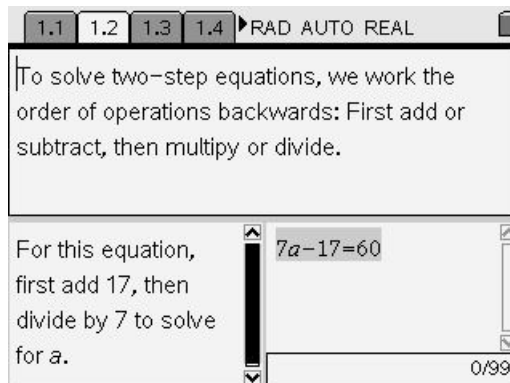 1.1 1.2 1.3 1.4 RAD AUTO REAL
To solve two-step equations, we work the
order of operations backwards: First add or
subtract, then multipy or divide.
For this equation,
first add 17, then
divide by 7 to solve
for a.
7a-17=60
0/99